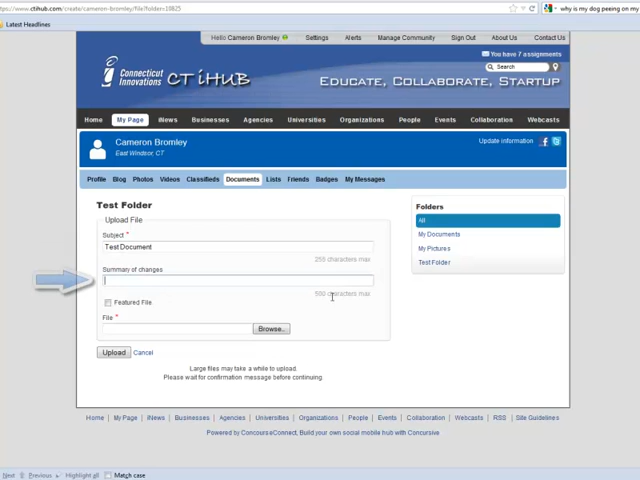 ttps://www.ctihub.com/create/cameron-bromley/file?folder=10825
why is my dog peeing on my
Latest Headlines
Hello Cameron Bromley Settings Alerts Manage Community Sign Out About Us Contact Us
You have 7 assignments
Search
Connecticut Innovations CT iHUB
Educate, Collaborate, Startup
Home My Page iNews Businesses Agencies Universities Organizations People Events Collaboration Webcasts
Cameron Bromley
East Windsor, CT
Update information
Profile Blog Photos Videos Classifieds Documents Lists Friends Badges My Messages
Test Folder
Upload File
Subject *
Test Document
255 characters max
Summary of changes
500 characters max
Featured File
File *
Browse..
Upload Cancel
Large files may take a while to upload.
Please wait for confirmation message before continuing.
Folders
All
My Documents
My Pictures
Test Folder
Home My Page iNews Businesses Agencies Universities Organizations People Events Collaboration Webcasts RSS Site Guidelines
Powered by ConcourseConnect, Build your own social mobile hub with Concursive
Next Previous Highlight all Match case